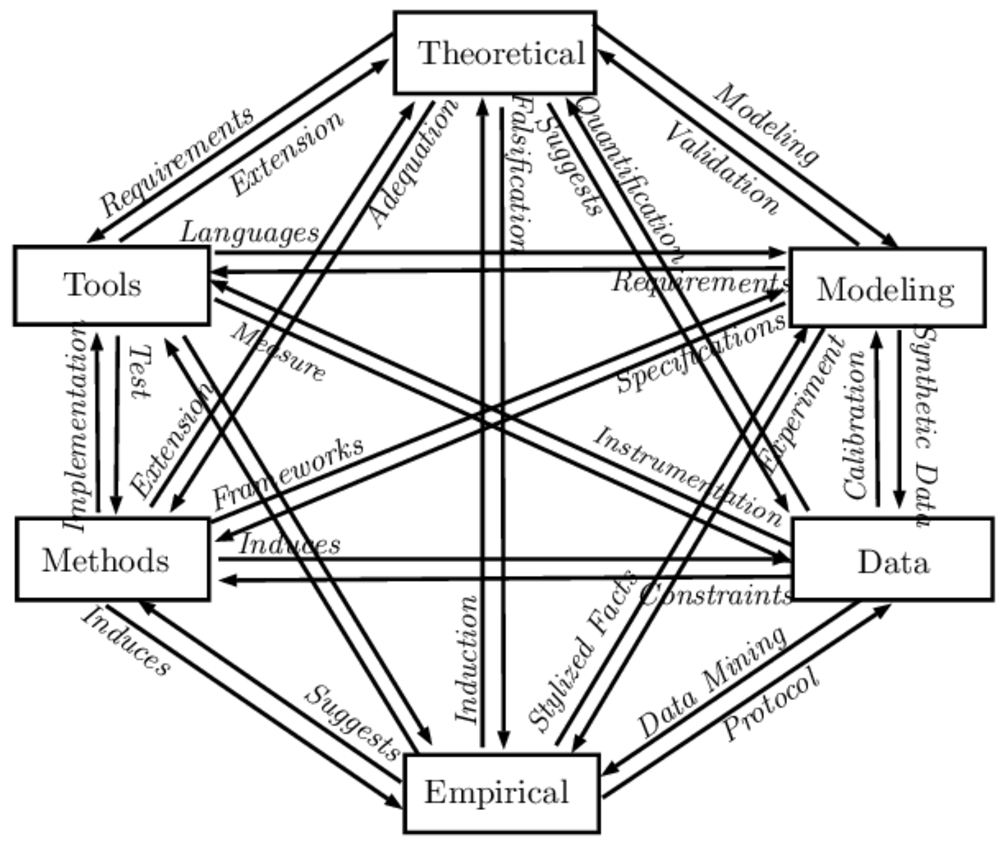 Theoretical
Requirements
Extension
Adequation
Falsification
Suggests
Quantification
Modeling
Validation
Languages
Requirements
Tools
Modeling
Measure
Specifications
Implementation
Test
Extension
Experiment
Calibration
Synthetic Data
Frameworks
Instrumentation
Methods
Induces
Data
Constraints
Induces
Suggests
Induction
Stylized Facts
Data Mining
Protocol
Empirical